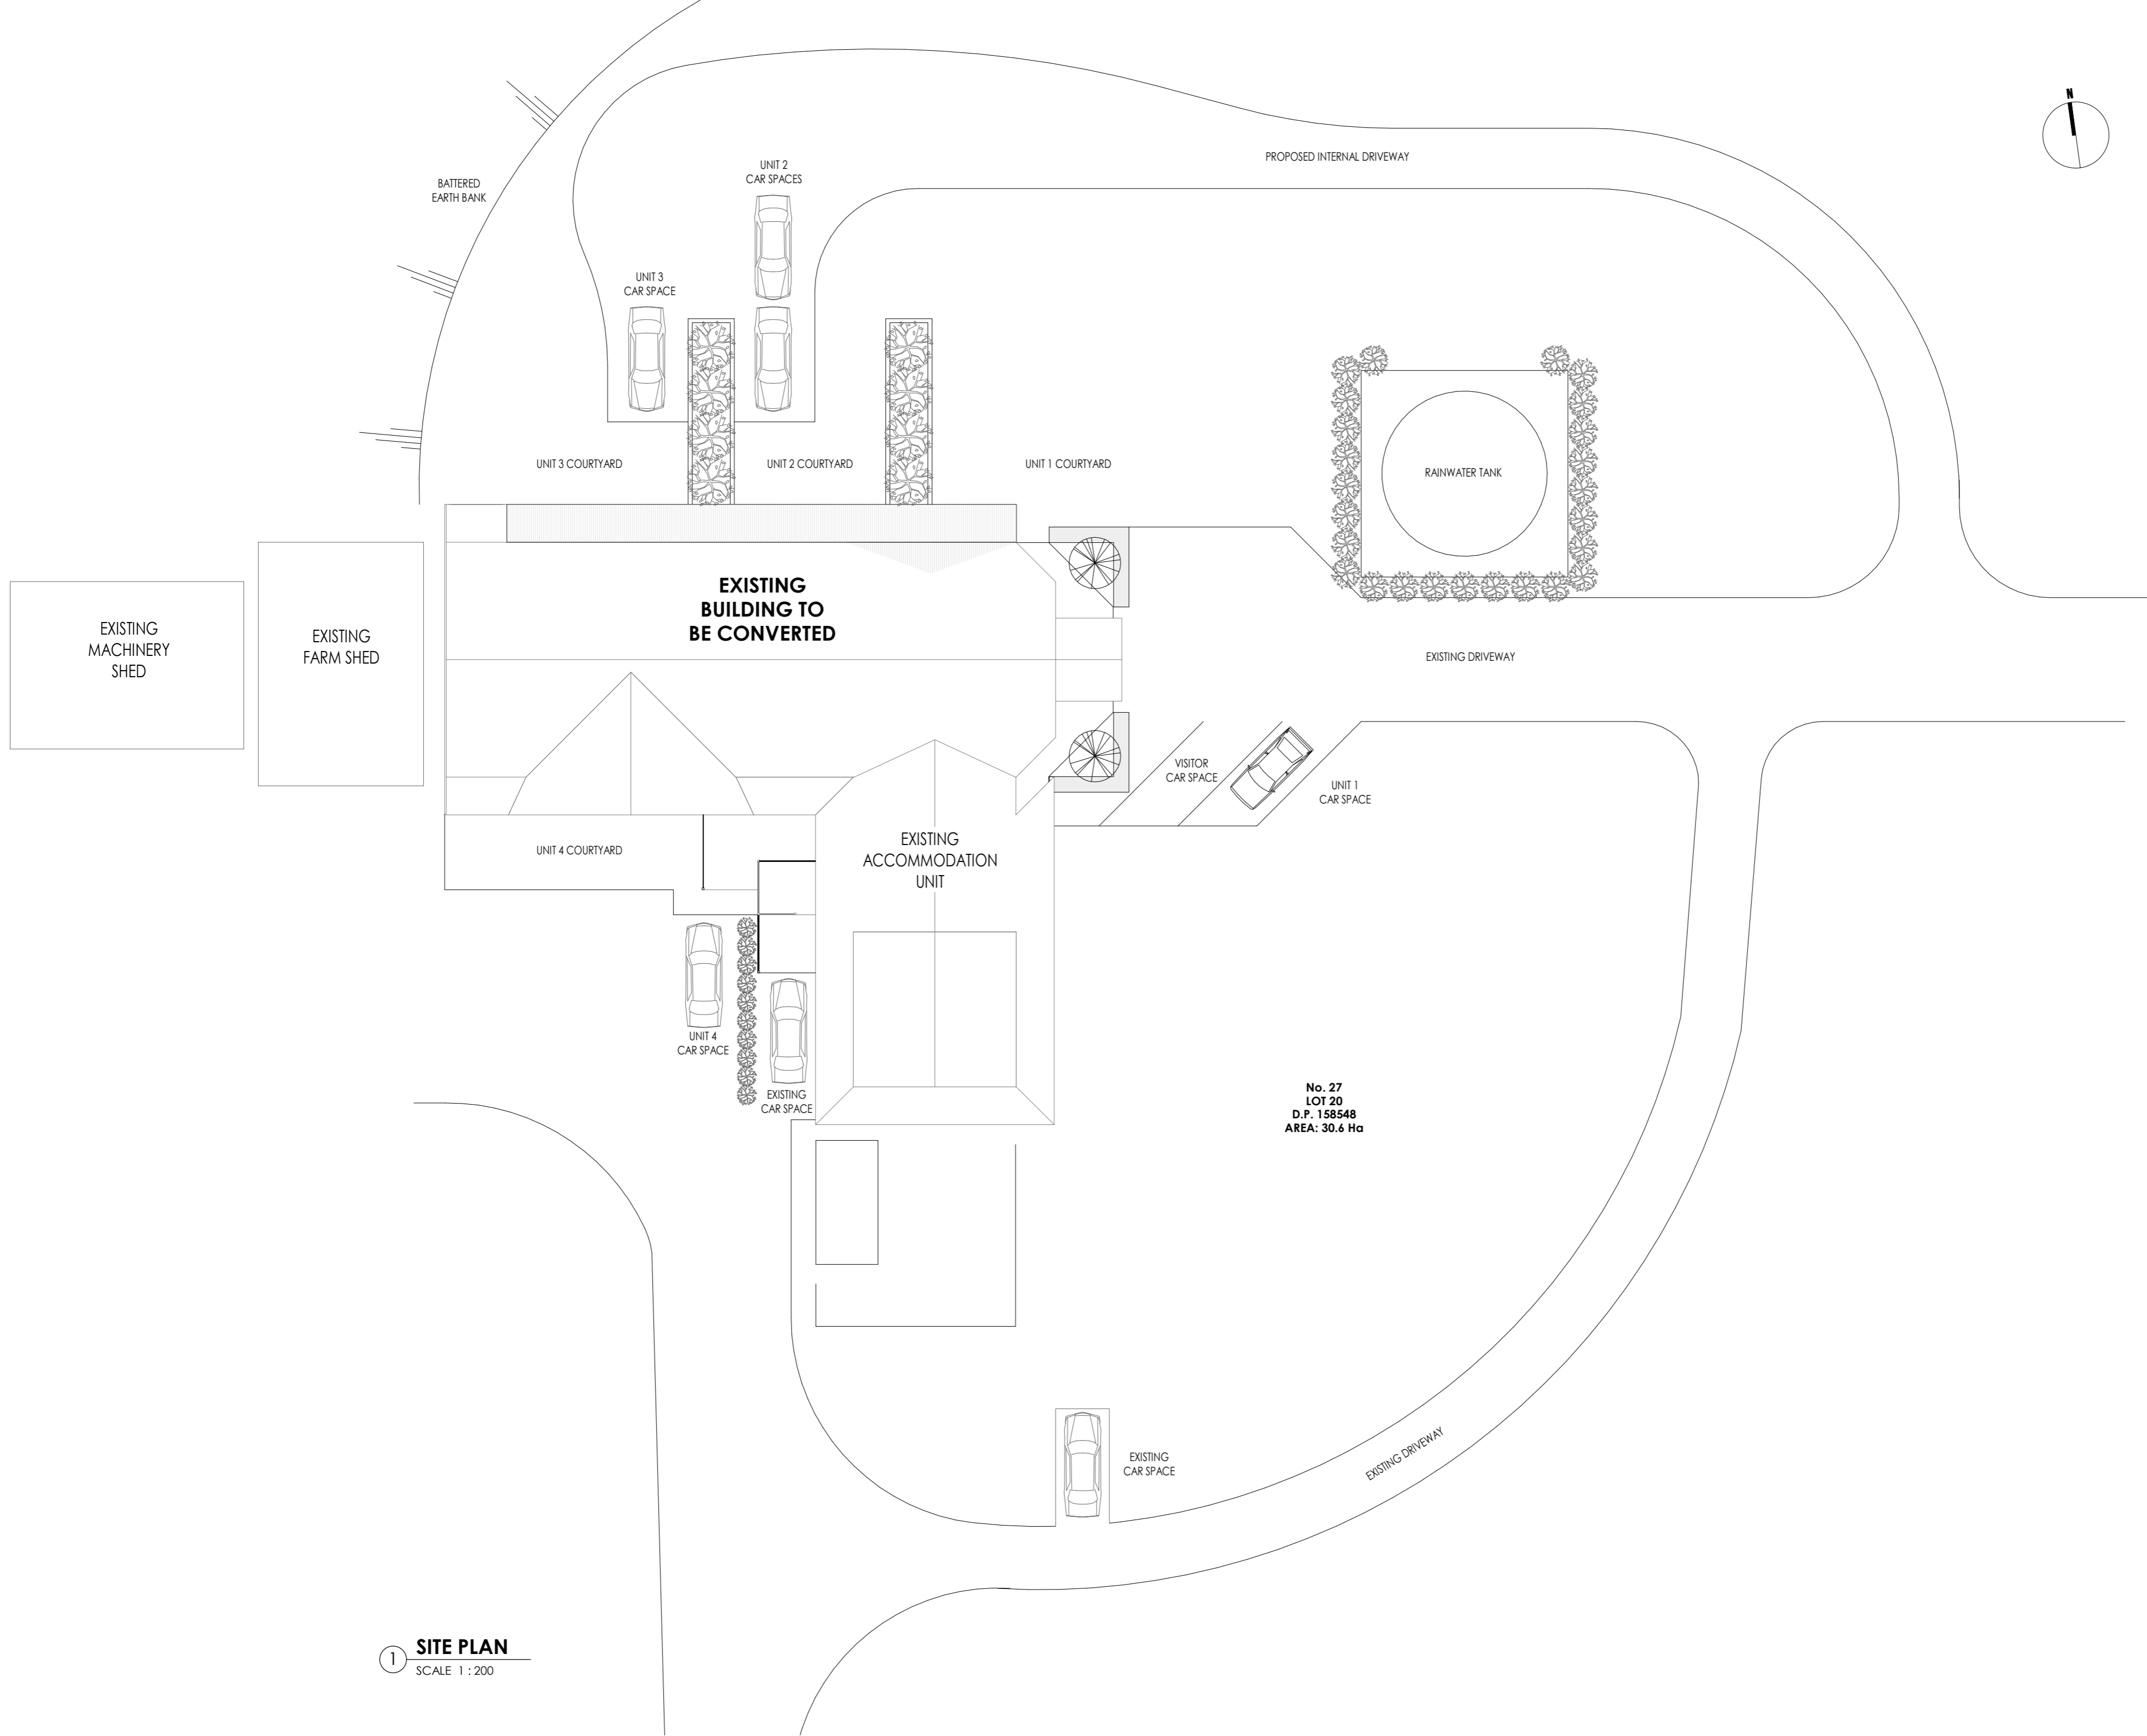 N
PROPOSED INTERNAL DRIVEWAY
UNIT 2
CAR SPACES
BATTERED
EARTH BANK
UNIT 3
CAR SPACE
UNIT 3 COURTYARD
UNIT 2 COURTYARD
UNIT 1 COURTYARD
RAINWATER TANK
EXISTING
BUILDING TO
BE CONVERTED
EXISTING
MACHINERY
SHED
EXISTING
FARM SHED
EXISTING DRIVEWAY
VISITOR
CAR SPACE
UNIT 1
CAR SPACE
UNIT 4 COURTYARD
EXISTING
ACCOMMODATION
UNIT
UNIT 4
CAR SPACE
EXISTING
CAR SPACE
No. 27
LOT 20
D.P. 158548
AREA: 30.6 Ha
EXISTING
CAR SPACE
EXISTING DRIVEWAY
1
SITE PLAN
SCALE 1 : 200